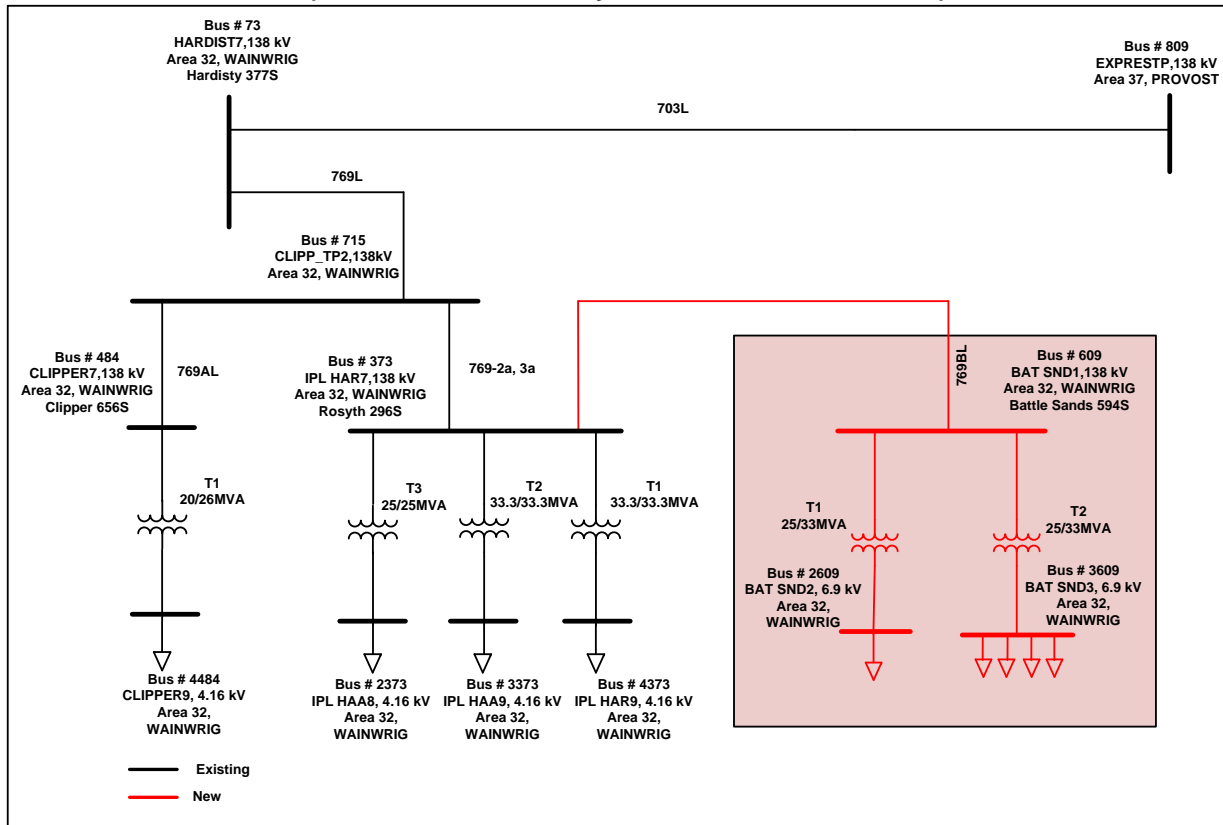 Bus # 73
HARDIST7,138 kV
Area 32, WAINWRIG
Hardisty 377S
Bus # 809
EXPRESTP,138 kV
Area 37, PROVOST
703L
769L
Bus # 715
CLIPP_TP2,138kV
Area 32, WAINWRIG
Bus # 484
CLIPPER7,138 kV
Area 32, WAINWRIG
Clipper 656S
769AL
Bus # 373
IPL HAR7,138 kV
Area 32, WAINWRIG
Rosyth 296S
769-2a, 3a
769BL
Bus # 609
BAT SND1,138 kV
Area 32, WAINWRIG
Battle Sands 594S
T1
20/26MVA
T3
25/25MVA
T2
33.3/33.3MVA
T1
33.3/33.3MVA
T1
25/33MVA
T2
25/33MVA
Bus # 2609
BAT SND2, 6.9 kV
Area 32,
WAINWRIG
Bus # 3609
BAT SND3, 6.9 kV
Area 32,
WAINWRIG
Bus # 4484
CLIPPER9, 4.16 kV
Area 32,
WAINWRIG
Bus # 2373
IPL HAA8, 4.16 kV
Area 32,
WAINWRIG
Bus # 3373
IPL HAA9, 4.16 kV
Area 32,
WAINWRIG
Bus # 4373
IPL HAR9, 4.16 kV
Area 32,
WAINWRIG
Existing
New